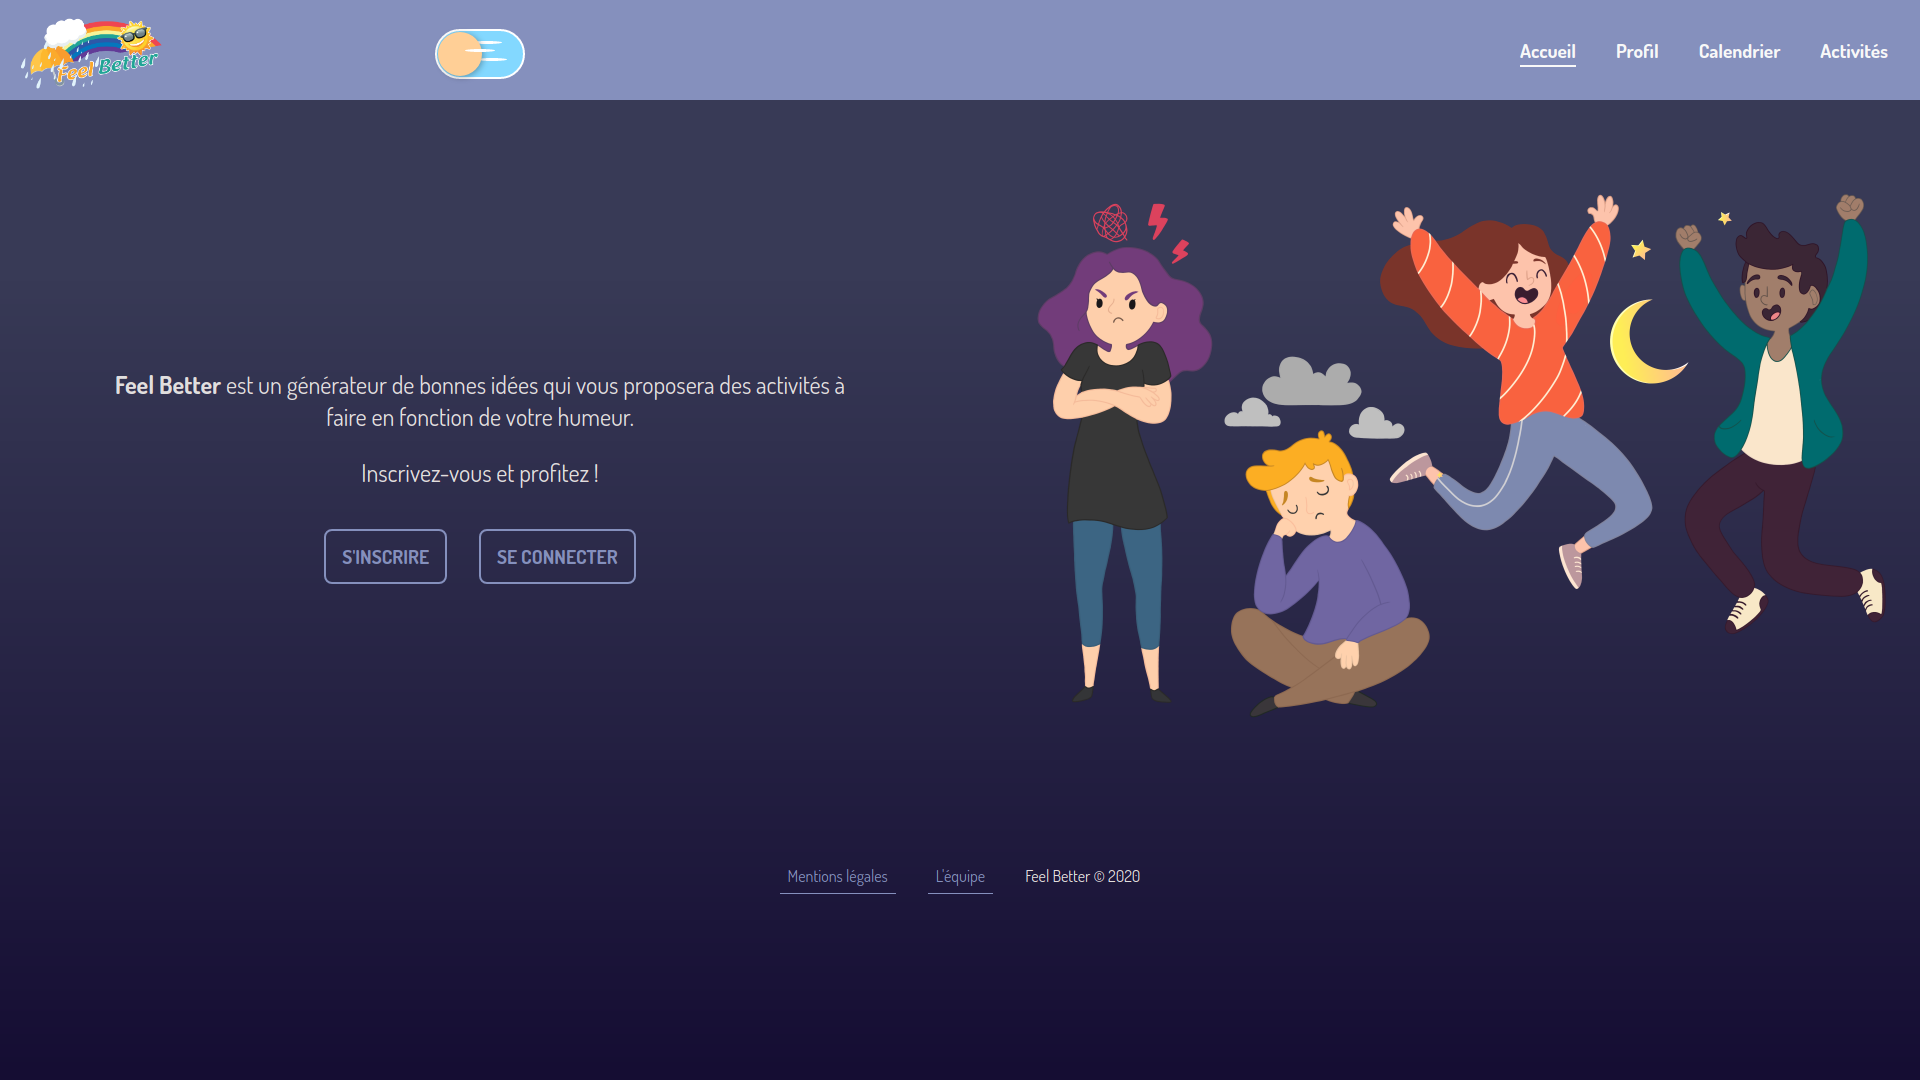 Feel Better
Accueil Profil Calendrier Activités
Feel Better est un générateur de bonnes idées qui vous proposera des activités à
faire en fonction de votre humeur.
Inscrivez-vous et profitez !
S'INSCRIRE SE CONNECTER
Mentions légales L'équipe Feel Better © 2020